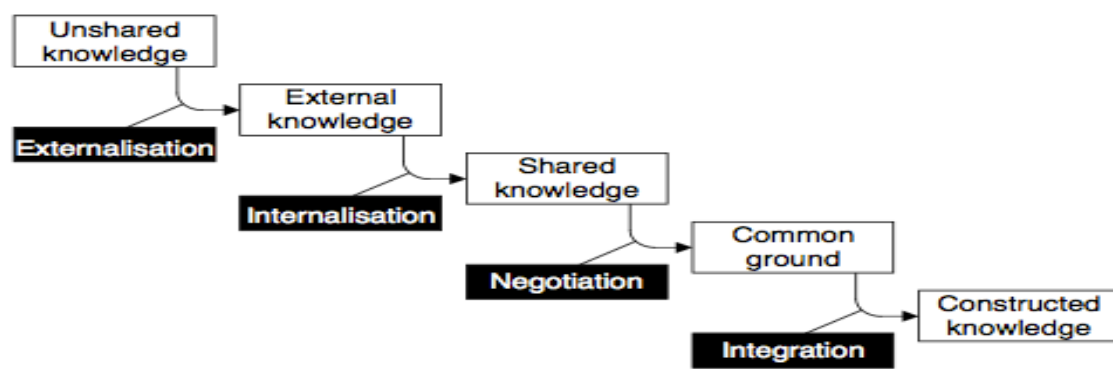 Unshared
knowledge
External
knowledge
Externalisation
Shared
knowledge
Internalisation
Common
ground
Negotiation
Constructed
knowledge
Integration